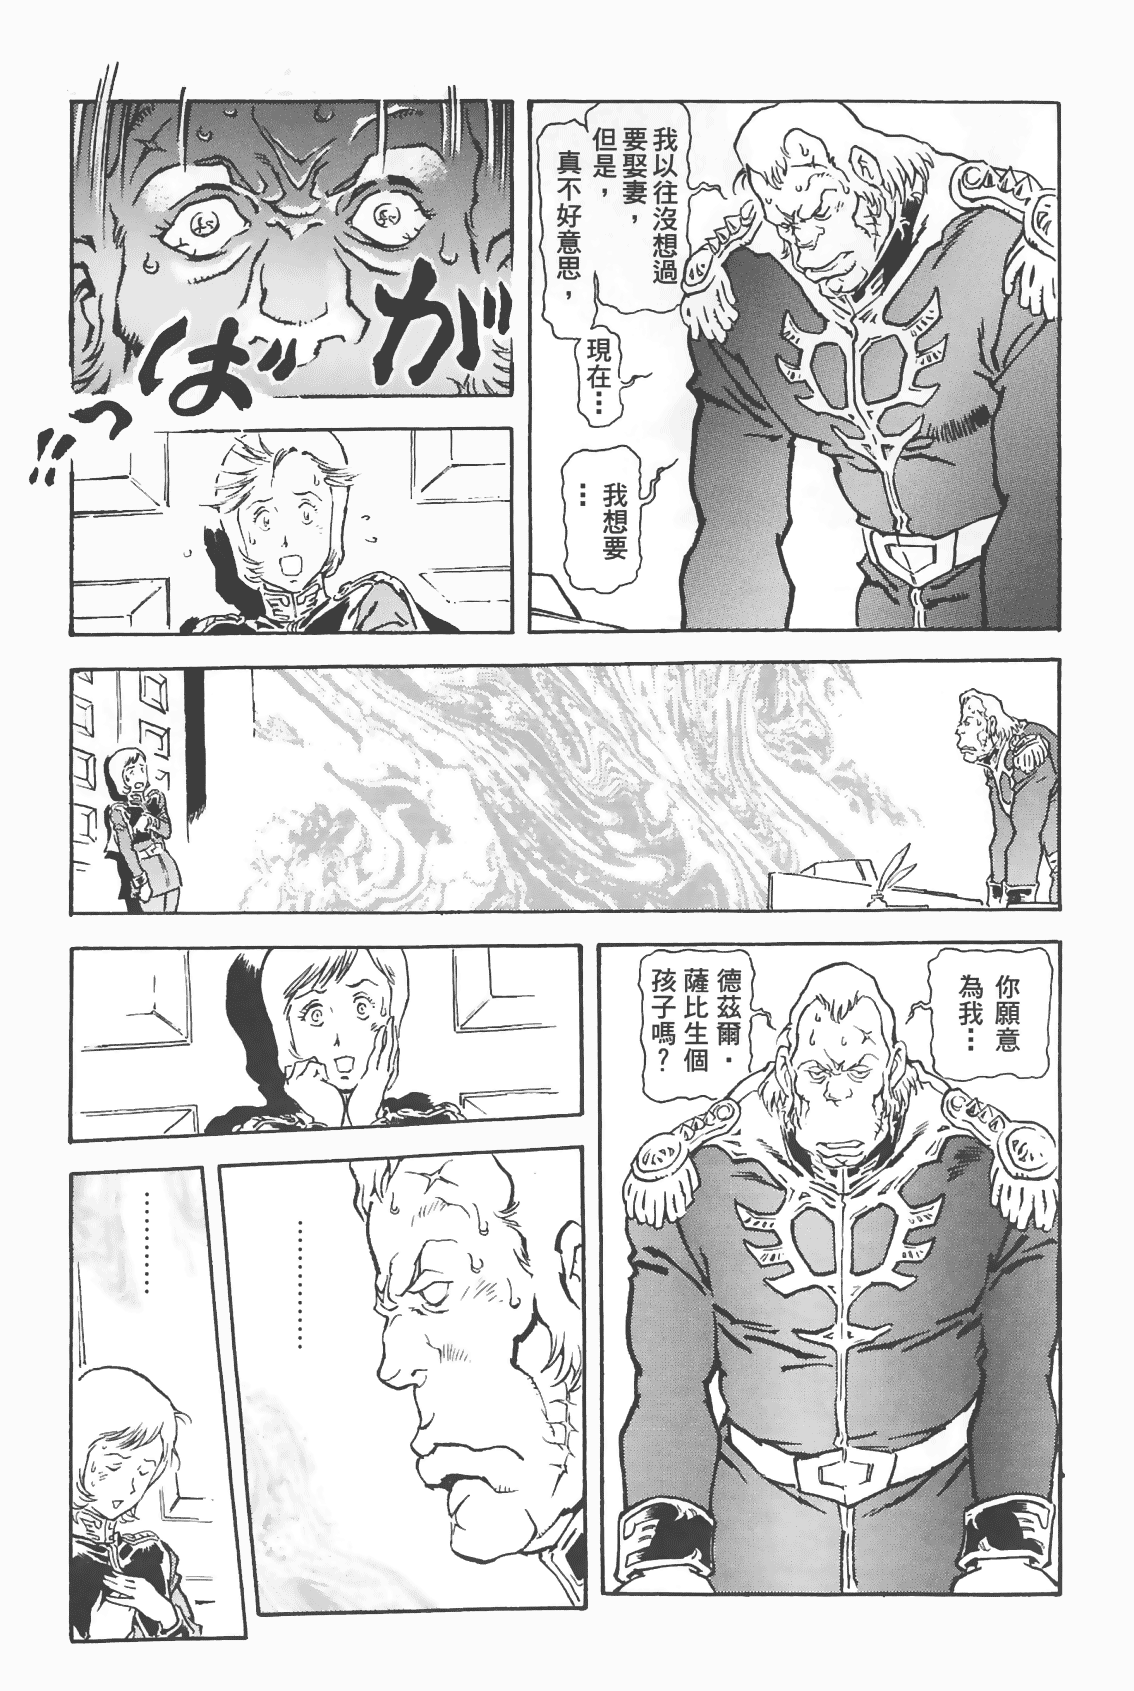 我以往沒想過
要娶妻，
但是，
真不好意思，
現在…
我想要
…
ガ
バ
ッ
!!
你願意
為我…
德茲爾．
薩比生個
孩子嗎？
………
………